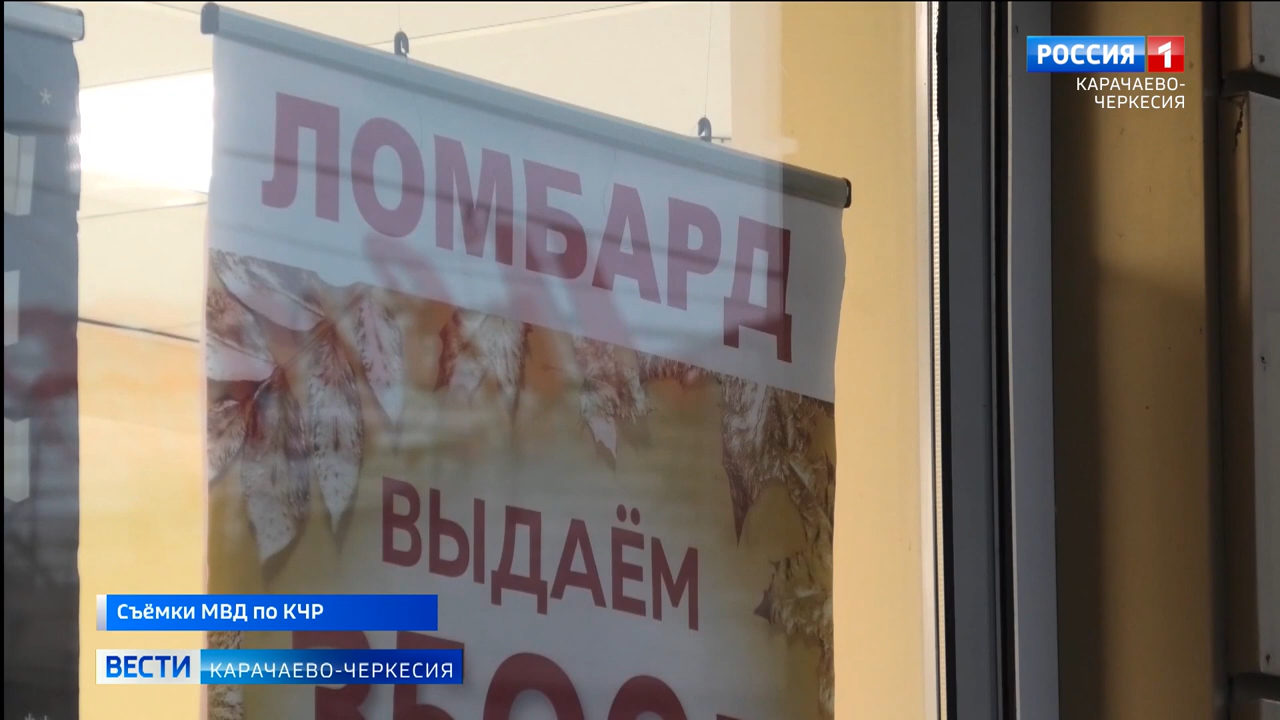 РОССИЯ 1
КАРАЧАЕВО-
ЧЕРКЕСИЯ
ЛОМБАРД
ВЫДАЁМ
Съёмки МВД по КЧР
ВЕСТИ КАРАЧАЕВО-ЧЕРКЕСИЯ